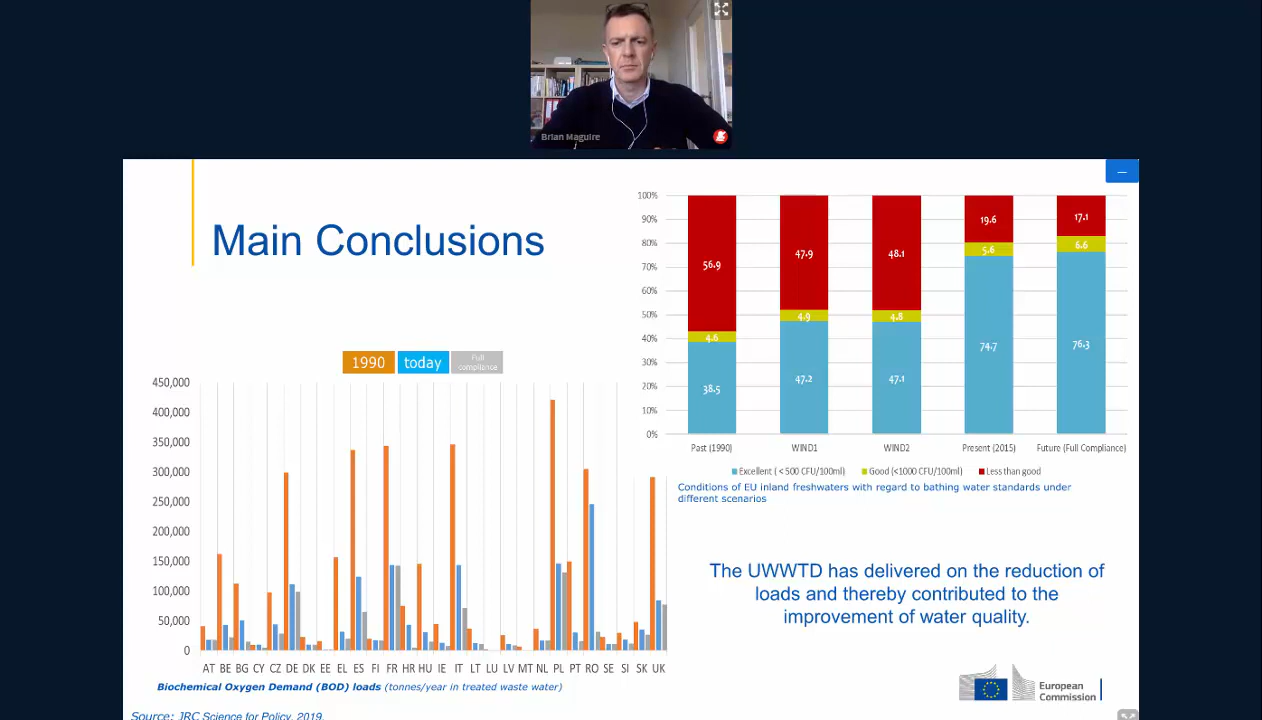 Brian Maguire
Main Conclusions
1990 today Full compliance
450,000
400,000
350,000
300,000
250,000
200,000
150,000
100,000
50,000
0
AT BE BG CY CZ DE DK EE EL ES FI FR HR HU IE IT LT LU LV MT NL PL PT RO SE SI SK UK
Biochemical Oxygen Demand (BOD) loads (tonnes/year in treated waste water)
Source: JRC Science for Policy, 2019.
100%
90%
80%
70%
60%
50%
40%
30%
20%
10%
0%
56.9 47.9 48.1 19.6 17.1
4.6 4.9 4.8 5.6 6.6
38.5 47.2 47.1 74.7 76.3
Past (1990) WIND1 WIND2 Present (2015) Future (Full Compliance)
Excellent ( < 500 CFU/100ml) Good (<1000 CFU/100ml) Less than good
Conditions of EU inland freshwaters with regard to bathing water standards under
different scenarios
The UWWTD has delivered on the reduction of
loads and thereby contributed to the
improvement of water quality.
European
Commission